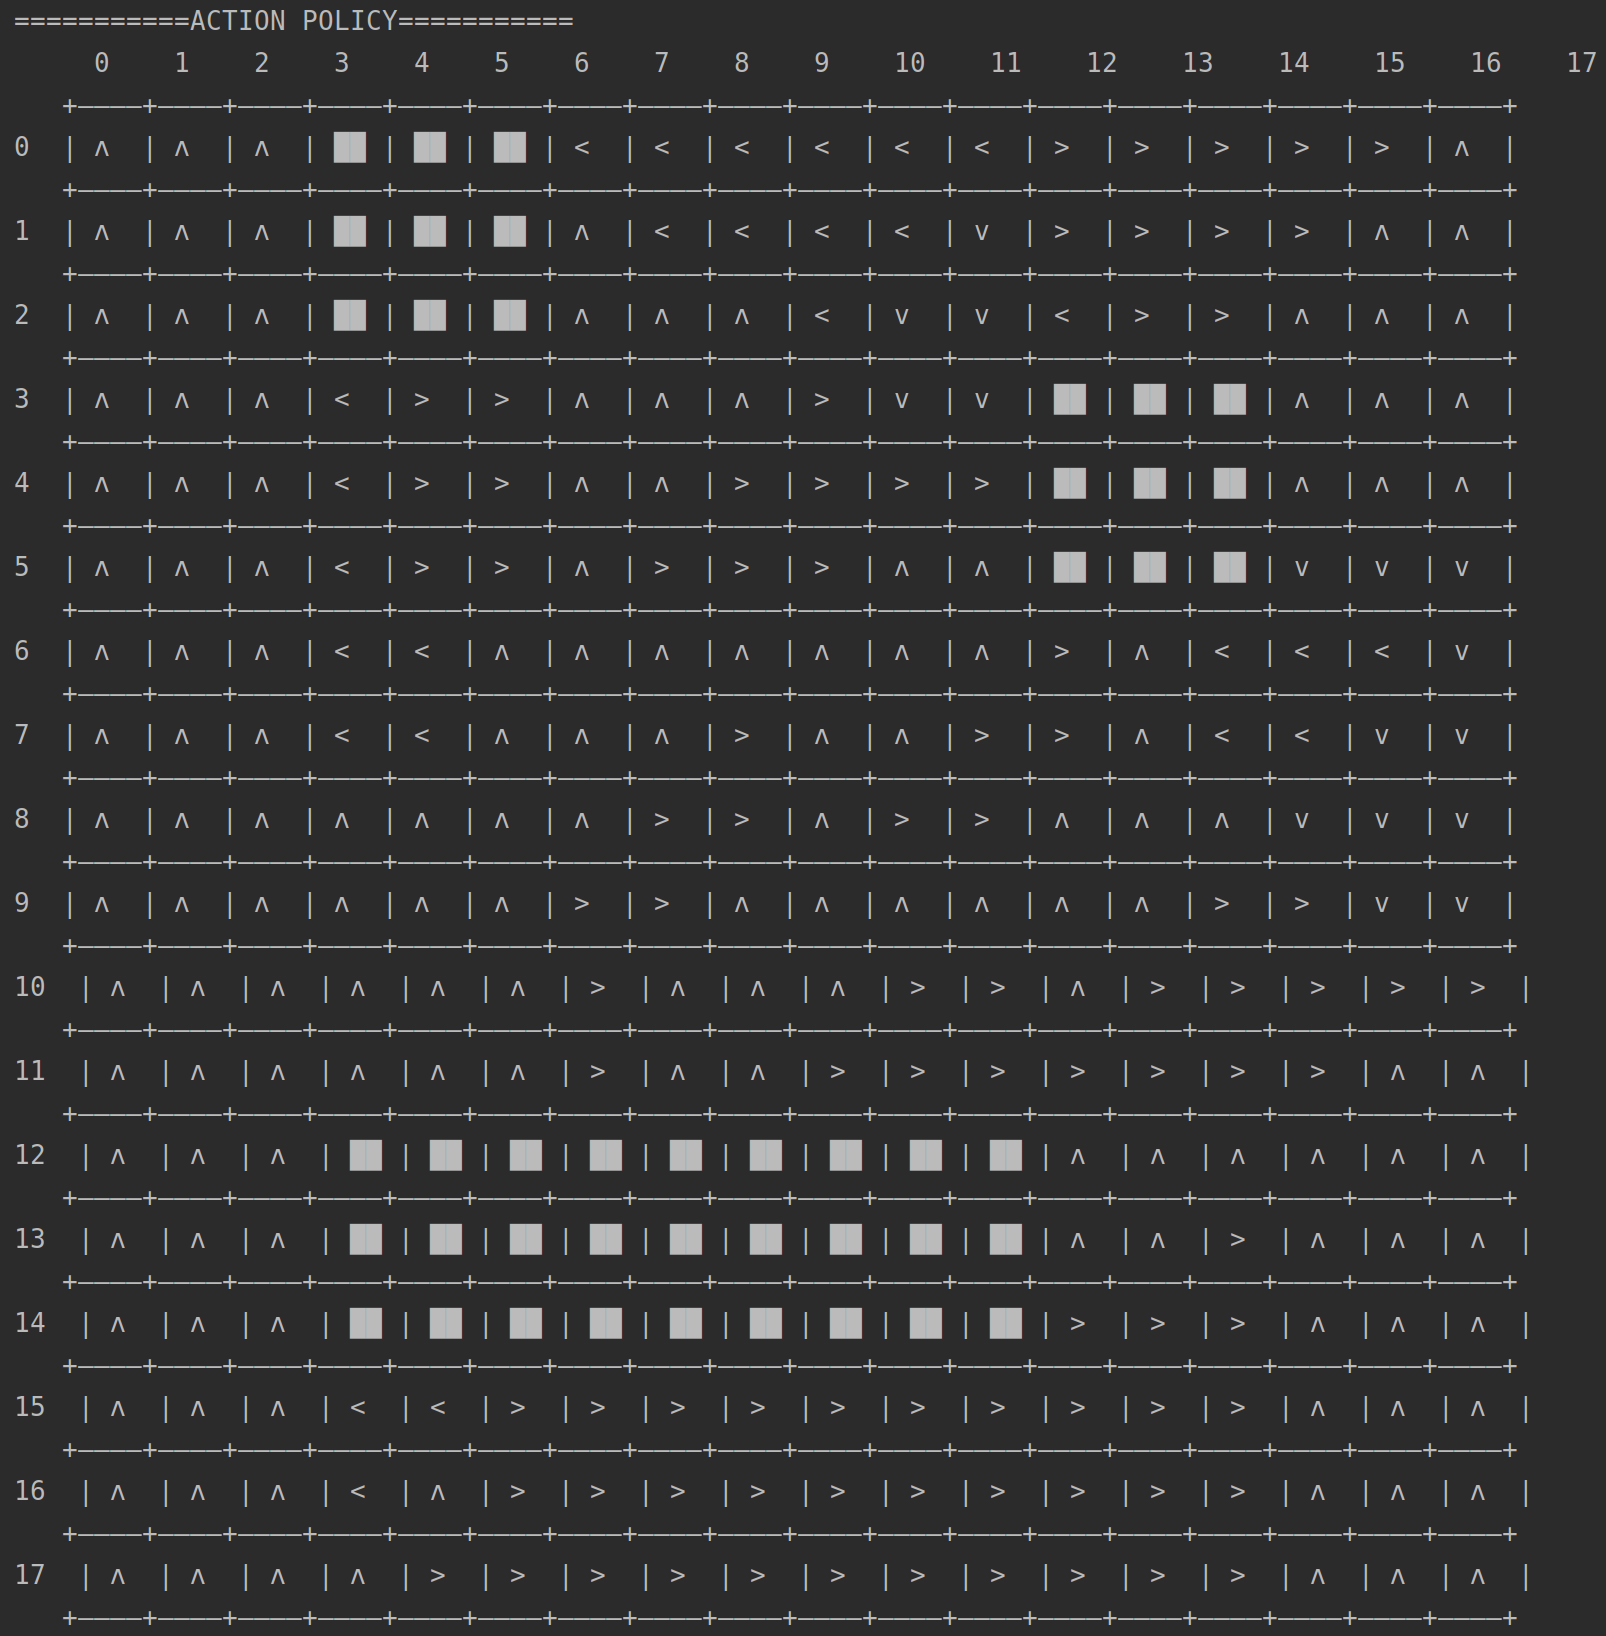 ===========ACTION POLICY===========
     0    1    2    3    4    5    6    7    8    9    10    11    12    13    14    15    16    17
   +————+————+————+————+————+————+————+————+————+————+————+————+————+————+————+————+————+————+
0  | ʌ  | ʌ  | ʌ  | ██ | ██ | ██ | <  | <  | <  | <  | <  | <  | >  | >  | >  | >  | >  | ʌ  |
   +————+————+————+————+————+————+————+————+————+————+————+————+————+————+————+————+————+————+
1  | ʌ  | ʌ  | ʌ  | ██ | ██ | ██ | ʌ  | <  | <  | <  | <  | v  | >  | >  | >  | >  | ʌ  | ʌ  |
   +————+————+————+————+————+————+————+————+————+————+————+————+————+————+————+————+————+————+
2  | ʌ  | ʌ  | ʌ  | ██ | ██ | ██ | ʌ  | ʌ  | ʌ  | <  | v  | v  | <  | >  | >  | ʌ  | ʌ  | ʌ  |
   +————+————+————+————+————+————+————+————+————+————+————+————+————+————+————+————+————+————+
3  | ʌ  | ʌ  | ʌ  | <  | >  | >  | ʌ  | ʌ  | ʌ  | >  | v  | v  | ██ | ██ | ██ | ʌ  | ʌ  | ʌ  |
   +————+————+————+————+————+————+————+————+————+————+————+————+————+————+————+————+————+————+
4  | ʌ  | ʌ  | ʌ  | <  | >  | >  | ʌ  | ʌ  | >  | >  | >  | >  | ██ | ██ | ██ | ʌ  | ʌ  | ʌ  |
   +————+————+————+————+————+————+————+————+————+————+————+————+————+————+————+————+————+————+
5  | ʌ  | ʌ  | ʌ  | <  | >  | >  | ʌ  | >  | >  | >  | ʌ  | ʌ  | ██ | ██ | ██ | v  | v  | v  |
   +————+————+————+————+————+————+————+————+————+————+————+————+————+————+————+————+————+————+
6  | ʌ  | ʌ  | ʌ  | <  | <  | ʌ  | ʌ  | ʌ  | ʌ  | ʌ  | ʌ  | ʌ  | >  | ʌ  | <  | <  | <  | v  |
   +————+————+————+————+————+————+————+————+————+————+————+————+————+————+————+————+————+————+
7  | ʌ  | ʌ  | ʌ  | <  | <  | ʌ  | ʌ  | ʌ  | >  | ʌ  | ʌ  | >  | >  | ʌ  | <  | <  | v  | v  |
   +————+————+————+————+————+————+————+————+————+————+————+————+————+————+————+————+————+————+
8  | ʌ  | ʌ  | ʌ  | ʌ  | ʌ  | ʌ  | ʌ  | >  | >  | ʌ  | >  | >  | ʌ  | ʌ  | ʌ  | v  | v  | v  |
   +————+————+————+————+————+————+————+————+————+————+————+————+————+————+————+————+————+————+
9  | ʌ  | ʌ  | ʌ  | ʌ  | ʌ  | ʌ  | >  | >  | ʌ  | ʌ  | ʌ  | ʌ  | ʌ  | ʌ  | >  | >  | v  | v  |
   +————+————+————+————+————+————+————+————+————+————+————+————+————+————+————+————+————+————+
10  | ʌ  | ʌ  | ʌ  | ʌ  | ʌ  | ʌ  | >  | ʌ  | ʌ  | ʌ  | >  | >  | ʌ  | >  | >  | >  | >  | >  |
   +————+————+————+————+————+————+————+————+————+————+————+————+————+————+————+————+————+————+
11  | ʌ  | ʌ  | ʌ  | ʌ  | ʌ  | ʌ  | >  | ʌ  | ʌ  | >  | >  | >  | >  | >  | >  | >  | ʌ  | ʌ  |
   +————+————+————+————+————+————+————+————+————+————+————+————+————+————+————+————+————+————+
12  | ʌ  | ʌ  | ʌ  | ██ | ██ | ██ | ██ | ██ | ██ | ██ | ██ | ██ | ʌ  | ʌ  | ʌ  | ʌ  | ʌ  | ʌ  |
   +————+————+————+————+————+————+————+————+————+————+————+————+————+————+————+————+————+————+
13  | ʌ  | ʌ  | ʌ  | ██ | ██ | ██ | ██ | ██ | ██ | ██ | ██ | ██ | ʌ  | ʌ  | >  | ʌ  | ʌ  | ʌ  |
   +————+————+————+————+————+————+————+————+————+————+————+————+————+————+————+————+————+————+
14  | ʌ  | ʌ  | ʌ  | ██ | ██ | ██ | ██ | ██ | ██ | ██ | ██ | ██ | >  | >  | >  | ʌ  | ʌ  | ʌ  |
   +————+————+————+————+————+————+————+————+————+————+————+————+————+————+————+————+————+————+
15  | ʌ  | ʌ  | ʌ  | <  | <  | >  | >  | >  | >  | >  | >  | >  | >  | >  | >  | ʌ  | ʌ  | ʌ  |
   +————+————+————+————+————+————+————+————+————+————+————+————+————+————+————+————+————+————+
16  | ʌ  | ʌ  | ʌ  | <  | ʌ  | >  | >  | >  | >  | >  | >  | >  | >  | >  | >  | ʌ  | ʌ  | ʌ  |
   +————+————+————+————+————+————+————+————+————+————+————+————+————+————+————+————+————+————+
17  | ʌ  | ʌ  | ʌ  | ʌ  | >  | >  | >  | >  | >  | >  | >  | >  | >  | >  | >  | ʌ  | ʌ  | ʌ  |
   +————+————+————+————+————+————+————+————+————+————+————+————+————+————+————+————+————+————+